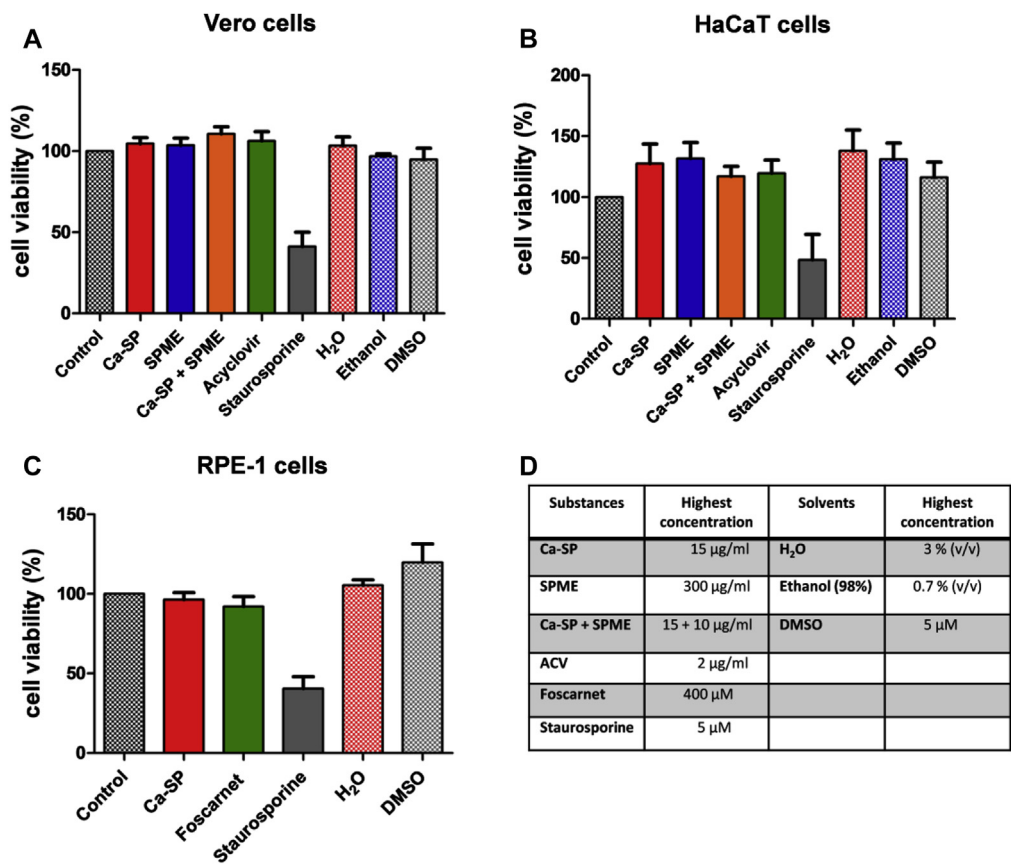 A
Vero cells
cell viability (%)
150
100
50
0
Control
Ca-SP
SPME
Ca-SP + SPME
Acyclovir
Staurosporine
H₂O
Ethanol
DMSO
B
HaCaT cells
cell viability (%)
200
150
100
50
0
Control
Ca-SP
SPME
Ca-SP + SPME
Acyclovir
Staurosporine
H₂O
Ethanol
DMSO
C
RPE-1 cells
cell viability (%)
150
100
50
0
Control
Ca-SP
Foscarnet
Staurosporine
H₂O
DMSO
D
Substances Highest concentration Solvents Highest concentration
Ca-SP 15 µg/ml H₂O 3 % (v/v)
SPME 300 µg/ml Ethanol (98%) 0.7 % (v/v)
Ca-SP + SPME 15 + 10 µg/ml DMSO 5 µM
ACV 2 µg/ml
Foscarnet 400 µM
Staurosporine 5 µM